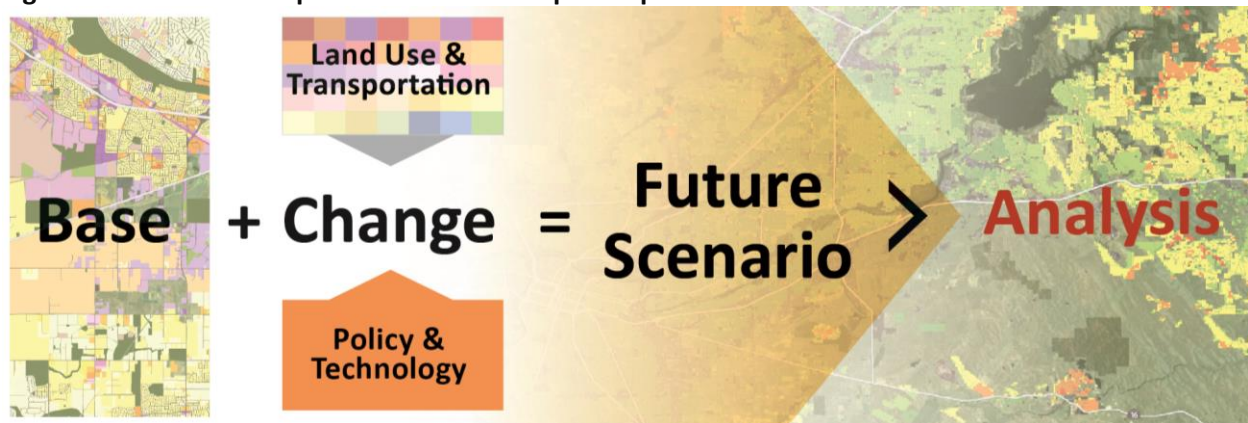 Land Use &
Transportation
Base + Change = Future Scenario > Analysis
Policy &
Technology